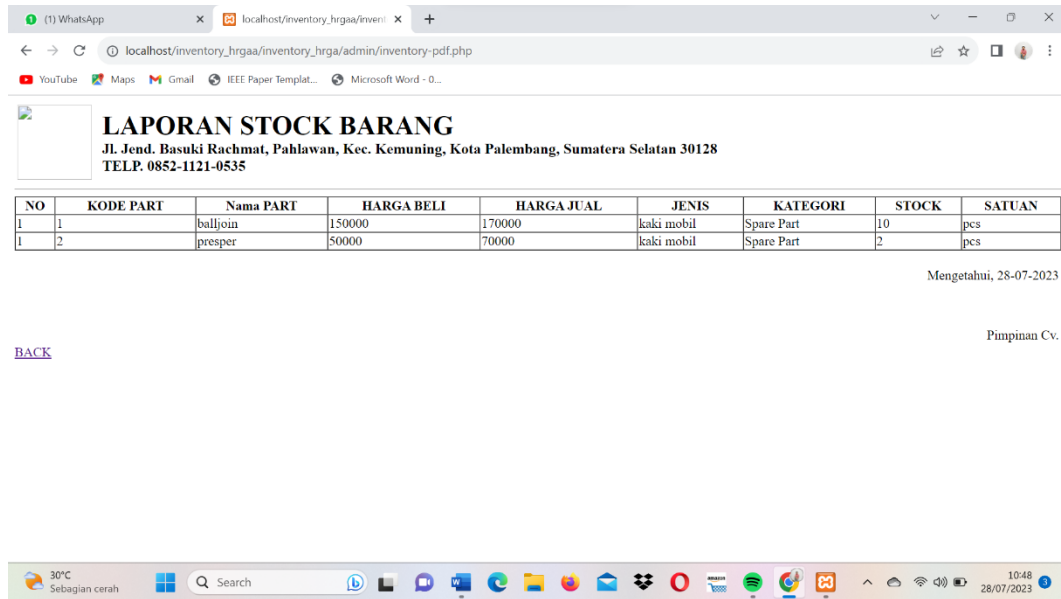 (1) WhatsApp
localhost/inventory_hrgaa/invent
localhost/inventory_hrgaa/inventory_hrga/admin/inventory-pdf.php
YouTube Maps Gmail IEEE Paper Templat... Microsoft Word - 0...
LAPORAN STOCK BARANG
Jl. Jend. Basuki Rachmat, Pahlawan, Kec. Kemuning, Kota Palembang, Sumatera Selatan 30128
TELP. 0852-1121-0535
NO KODE PART Nama PART HARGA BELI HARGA JUAL JENIS KATEGORI STOCK SATUAN
1 1 balljoin 150000 170000 kaki mobil Spare Part 10 pcs
1 2 presper 50000 70000 kaki mobil Spare Part 2 pcs
Mengetahui, 28-07-2023
Pimpinan Cv.
BACK
30°C
Sebagian cerah
Search
10:48
28/07/2023
3